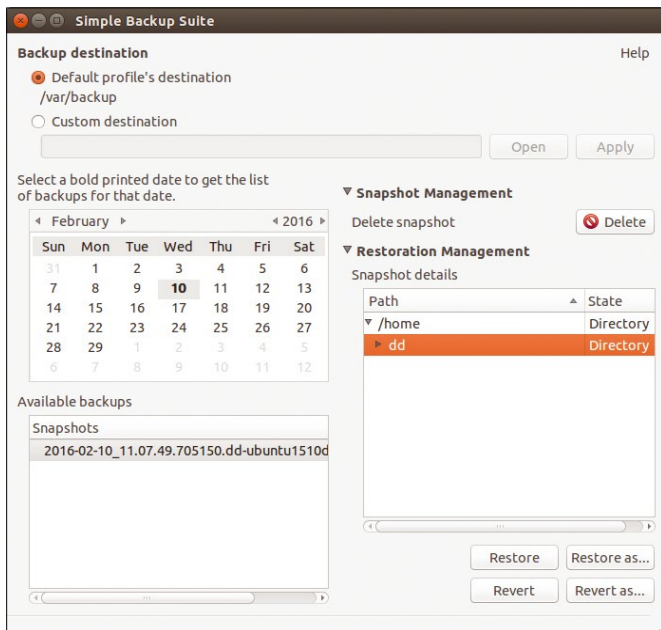 Simple Backup Suite
Backup destination
Help
Default profile's destination
/var/backup
Custom destination
Open
Apply
Select a bold printed date to get the list
of backups for that date.
February
2016
Sun Mon Tue Wed Thu Fri Sat
31 1 2 3 4 5 6
7 8 9 10 11 12 13
14 15 16 17 18 19 20
21 22 23 24 25 26 27
28 29 1 2 3 4 5
6 7 8 9 10 11 12
Available backups
Snapshots
2016-02-10_11.07.49.705150.dd-ubuntu1510d
Snapshot Management
Delete snapshot
Delete
Restoration Management
Snapshot details
Path State
/home Directory
dd Directory
Restore
Restore as...
Revert
Revert as...